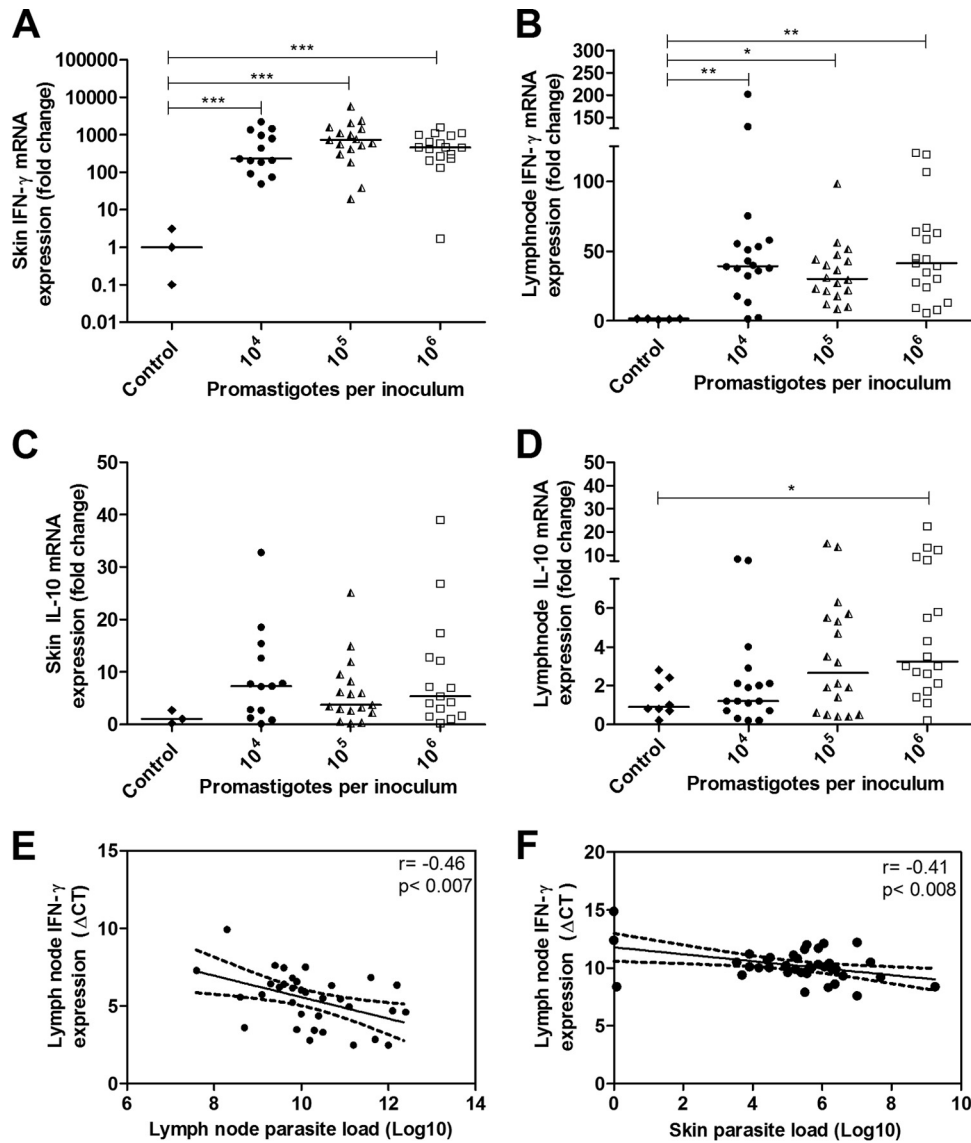 A
Skin IFN-γ mRNA
expression (fold change)
100000
10000
1000
100
10
1
0.1
0.01
***
***
***
Control
10⁴
10⁵
10⁶
Promastigotes per inoculum
B
Lymphnode IFN-γ mRNA
expression (fold change)
300
250
200
150
100
50
0
**
*
**
Control
10⁴
10⁵
10⁶
Promastigotes per inoculum
C
Skin IL-10 mRNA
expression (fold change)
50
40
30
20
10
0
Control
10⁴
10⁵
10⁶
Promastigotes per inoculum
D
Lymphnode IL-10 mRNA
expression (fold change)
50
40
30
20
10
6
4
2
0
*
Control
10⁴
10⁵
10⁶
Promastigotes per inoculum
E
Lymph node IFN-γ
expression (ΔCT)
15
10
5
0
r= -0.46
p< 0.007
6
8
10
12
14
Lymph node parasite load (Log10)
F
Lymph node IFN-γ
expression (ΔCT )
20
15
10
5
0
r= -0.41
p< 0.008
0
2
4
6
8
10
Skin parasite load (Log10)